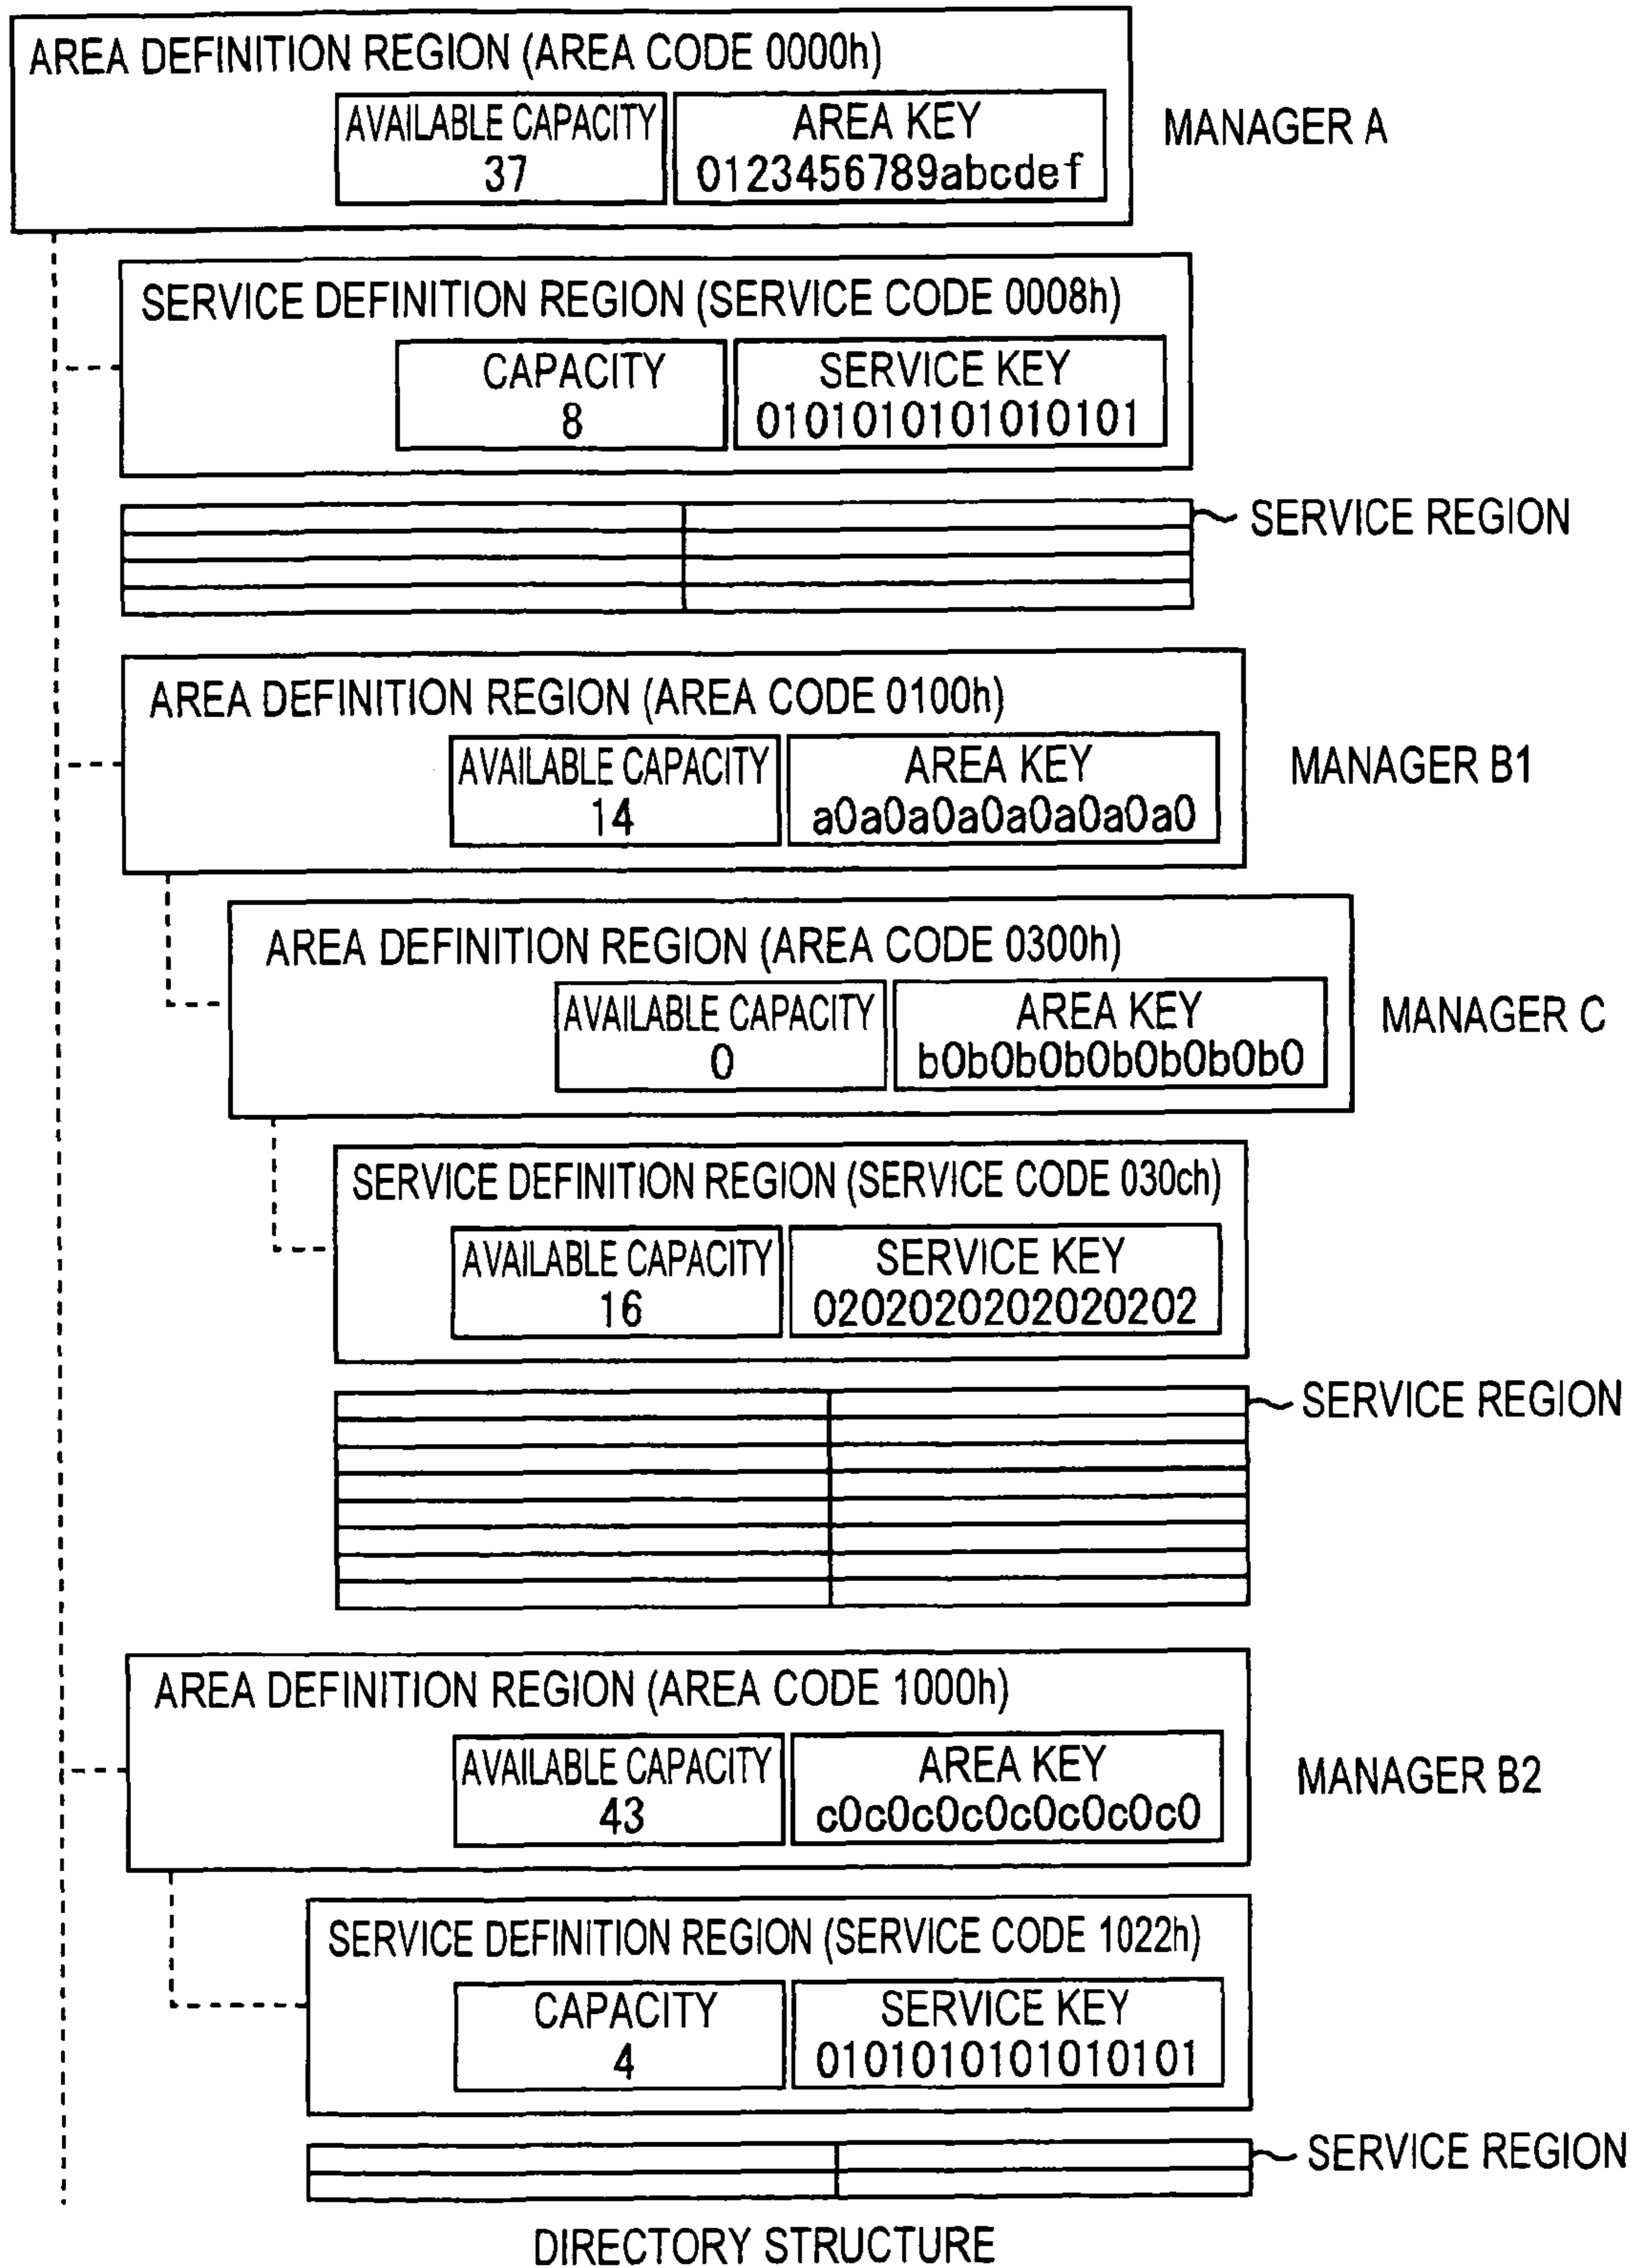 AREA DEFINITION REGION (AREA CODE 0000h)
AVAILABLE CAPACITY
37
AREA KEY
0123456789abcdef
MANAGER A
SERVICE DEFINITION REGION (SERVICE CODE 0008h)
CAPACITY
8
SERVICE KEY
0101010101010101
SERVICE REGION
AREA DEFINITION REGION (AREA CODE 0100h)
AVAILABLE CAPACITY
14
AREA KEY
a0a0a0a0a0a0a0a0
MANAGER B1
AREA DEFINITION REGION (AREA CODE 0300h)
AVAILABLE CAPACITY
0
AREA KEY
b0b0b0b0b0b0b0b0
MANAGER C
SERVICE DEFINITION REGION (SERVICE CODE 030ch)
AVAILABLE CAPACITY
16
SERVICE KEY
0202020202020202
SERVICE REGION
AREA DEFINITION REGION (AREA CODE 1000h)
AVAILABLE CAPACITY
43
AREA KEY
c0c0c0c0c0c0c0c0
MANAGER B2
SERVICE DEFINITION REGION (SERVICE CODE 1022h)
CAPACITY
4
SERVICE KEY
0101010101010101
SERVICE REGION
DIRECTORY STRUCTURE